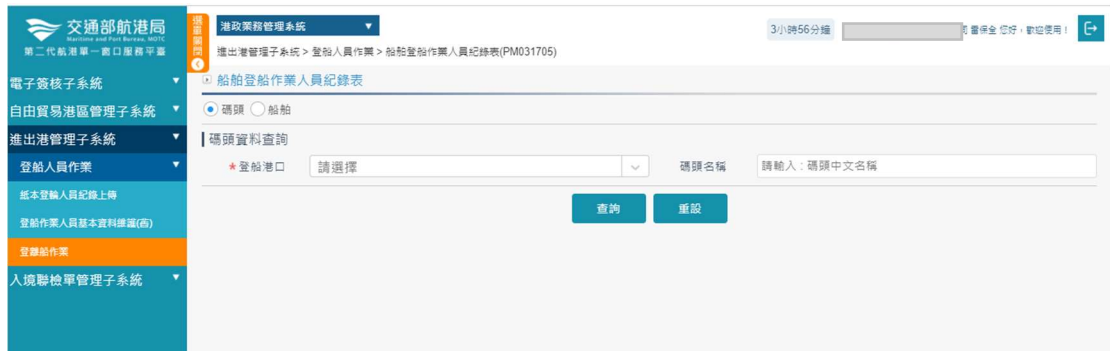 交通部航港局
Maritime and Port Bureau, MOTC
第二代航港單一窗口服務平臺
選單關閉
港政業務管理系統
3小時56分鐘
司 曾保全 您好，歡迎使用！
進出港管理子系統 > 登船人員作業 > 船舶登船作業人員紀錄表(PM031705)
電子簽核子系統
自由貿易港區管理子系統
進出港管理子系統
登船人員作業
紙本登輪人員紀錄上傳
登船作業人員基本資料維護(舊)
登離船作業
入境聯檢單管理子系統
船舶登船作業人員紀錄表
碼頭 船舶
碼頭資料查詢
*登船港口 請選擇 碼頭名稱 請輸入：碼頭中文名稱
查詢 重設